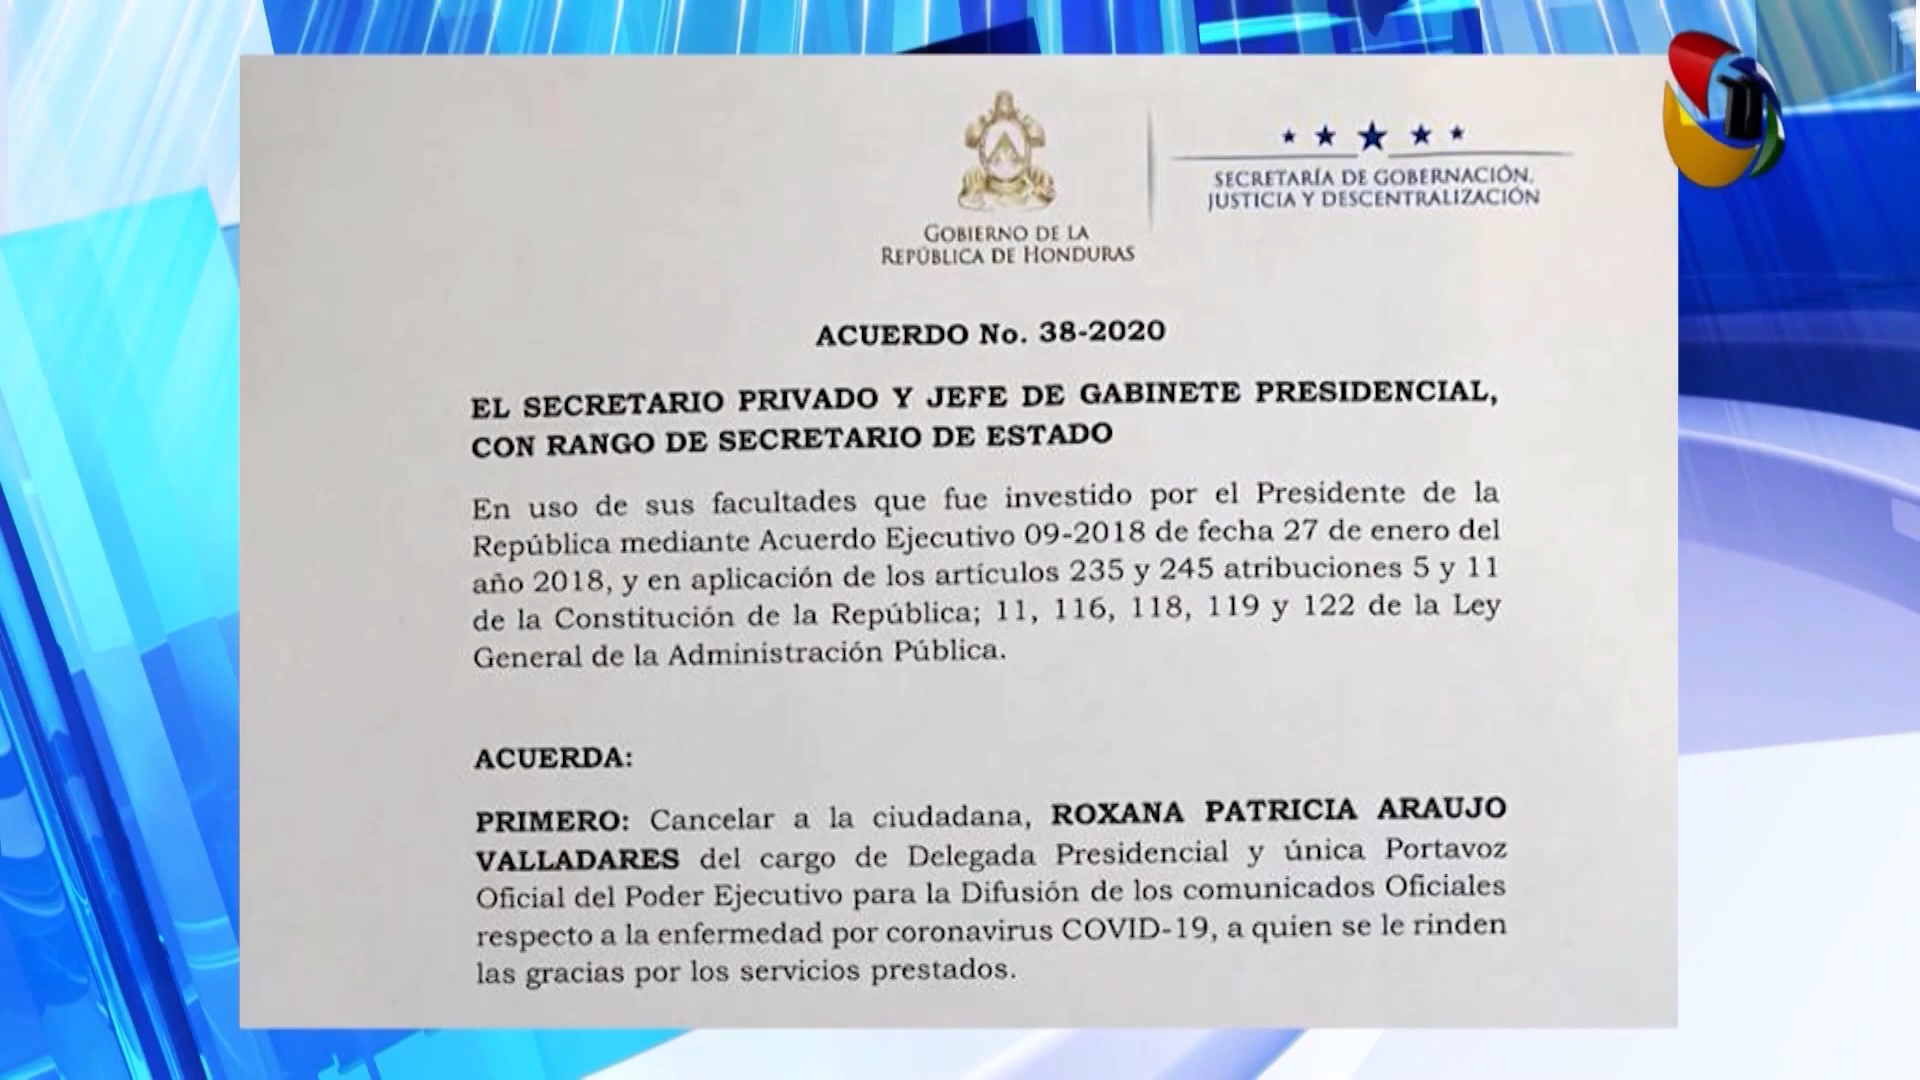 GOBIERNO DE LA
REPÚBLICA DE HONDURAS
SECRETARÍA DE GOBERNACIÓN,
JUSTICIA Y DESCENTRALIZACIÓN
ACUERDO No. 38-2020
EL SECRETARIO PRIVADO Y JEFE DE GABINETE PRESIDENCIAL,
CON RANGO DE SECRETARIO DE ESTADO
En uso de sus facultades que fue investido por el Presidente de la
República mediante Acuerdo Ejecutivo 09-2018 de fecha 27 de enero del
año 2018, y en aplicación de los artículos 235 y 245 atribuciones 5 y 11
de la Constitución de la República; 11, 116, 118, 119 y 122 de la Ley
General de la Administración Pública.
ACUERDA:
PRIMERO: Cancelar a la ciudadana, ROXANA PATRICIA ARAUJO
VALLADARES del cargo de Delegada Presidencial y única Portavoz
Oficial del Poder Ejecutivo para la Difusión de los comunicados Oficiales
respecto a la enfermedad por coronavirus COVID-19, a quien se le rinden
las gracias por los servicios prestados.